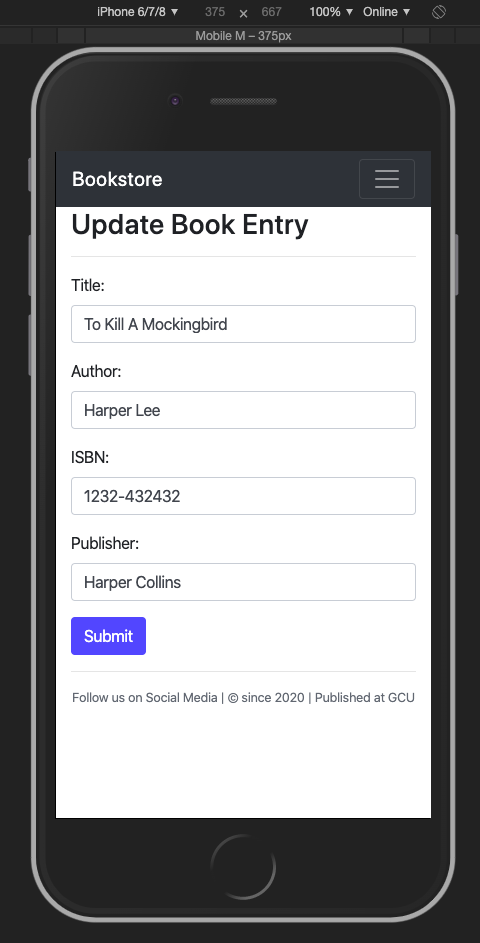 iPhone 6/7/8 ▼ 375 × 667 100% ▼ Online ▼
Mobile M – 375px
Bookstore
Update Book Entry
Title:
To Kill A Mockingbird
Author:
Harper Lee
ISBN:
1232-432432
Publisher:
Harper Collins
Submit
Follow us on Social Media | © since 2020 | Published at GCU